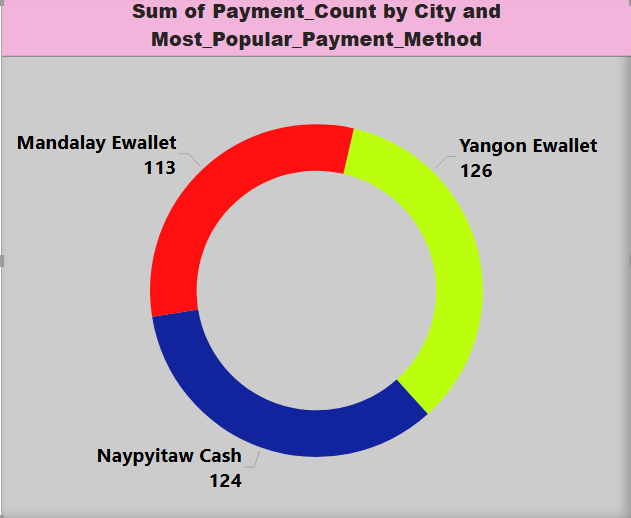 Sum of Payment_Count by City and
Most_Popular_Payment_Method
Mandalay Ewallet
113
Yangon Ewallet
126
Naypyitaw Cash
124